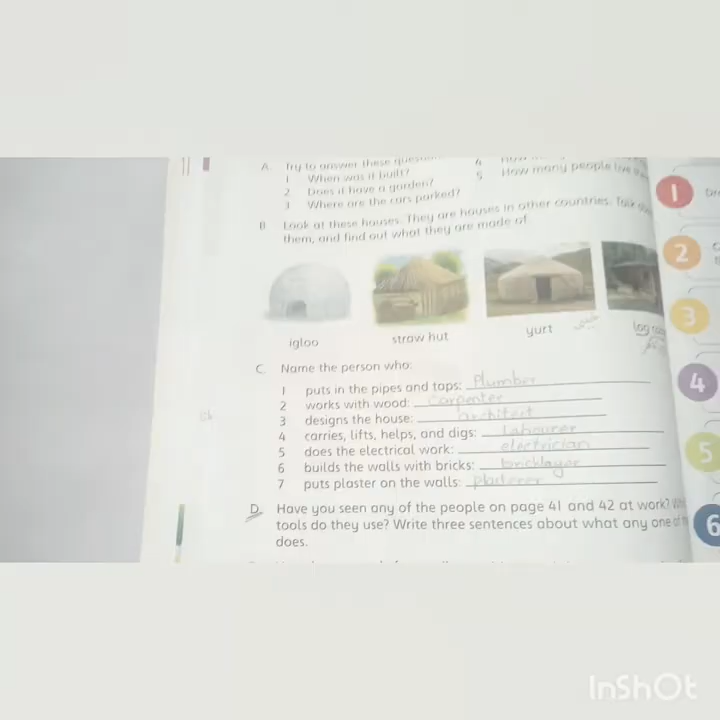 A. Try to answer these
1 When was it built? 4
2 Does it have a garden? 5 How many people live
3 Where are the cars parked?
B Look at these houses. They are houses in other countries. Talk
them, and find out what they are made of.
igloo straw hut yurt log
C. Name the person who:
1 puts in the pipes and taps: Plumber
2 works with wood: carpenter
3 designs the house: architect
4 carries, lifts, helps, and digs: Labourer
5 does the electrical work: electrician
6 builds the walls with bricks: bricklayer
7 puts plaster on the walls:
D. Have you seen any of the people on page 41 and 42 at work?
tools do they use? Write three sentences about what any one of
does.
1
2
3
4
5
6
InShOt